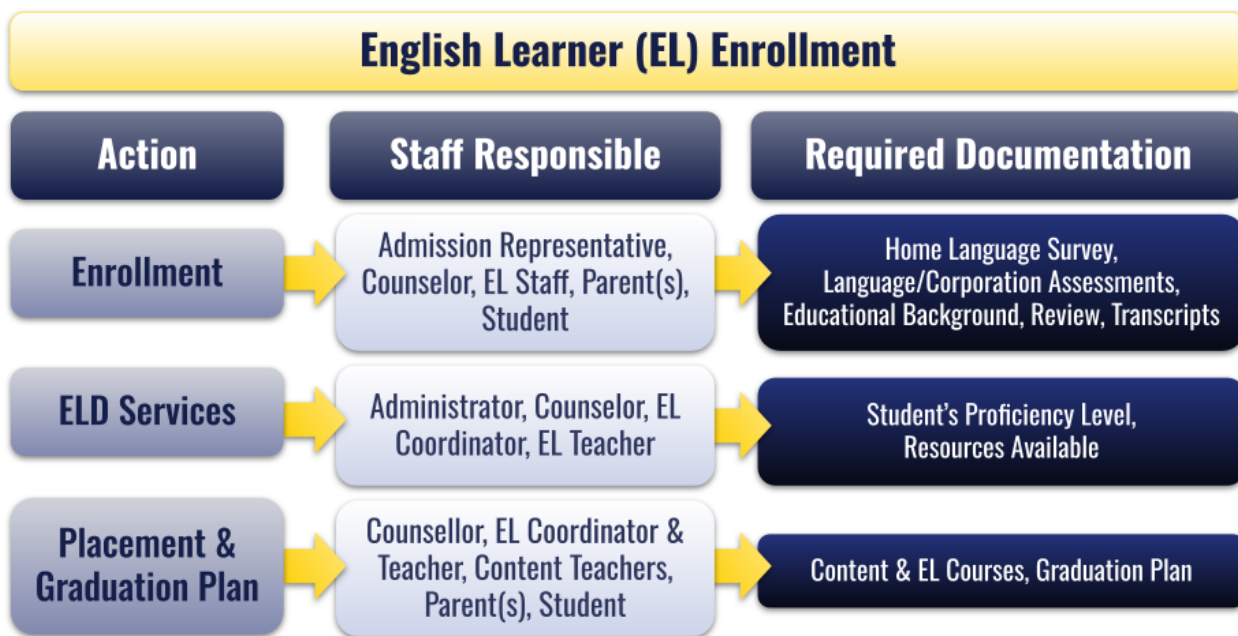 English Learner (EL) Enrollment
Action
Staff Responsible
Required Documentation
Enrollment
Admission Representative,
Counselor, EL Staff, Parent(s),
Student
Home Language Survey,
Language/Corporation Assessments,
Educational Background, Review, Transcripts
ELD Services
Administrator, Counselor, EL
Coordinator, EL Teacher
Student's Proficiency Level,
Resources Available
Placement &
Graduation Plan
Counsellor, EL Coordinator &
Teacher, Content Teachers,
Parent(s), Student
Content & EL Courses, Graduation Plan